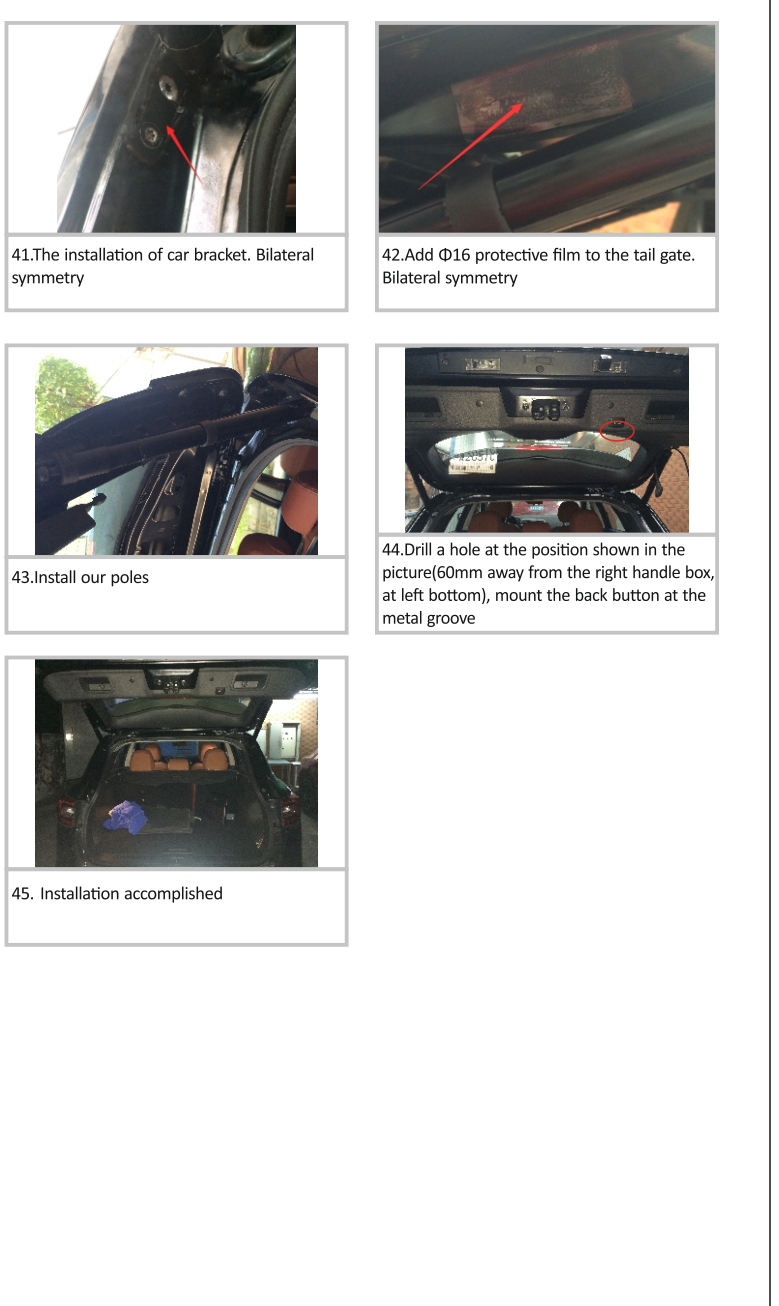 41.The installation of car bracket. Bilateral
symmetry
42.Add Φ16 protective film to the tail gate.
Bilateral symmetry
43.Install our poles
44.Drill a hole at the position shown in the
picture(60mm away from the right handle box,
at left bottom), mount the back button at the
metal groove
45. Installation accomplished